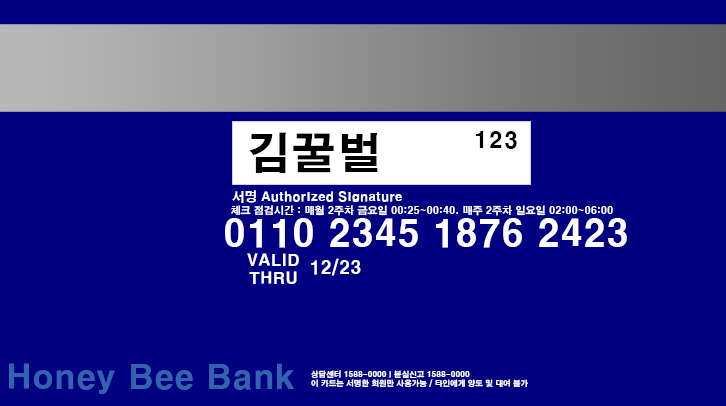 김꿀벌 123
서명 Authorized Signature
체크 점검시간 : 매월 2주차 금요일 00:25~00:40. 매주 2주차 일요일 02:00~06:00
0110 2345 1876 2423
VALID THRU 12/23
Honey Bee Bank
상담센터 1588-0000 | 분실신고 1588-0000
이 카드는 서명한 회원만 사용가능 / 타인에게 양도 및 대여 불가